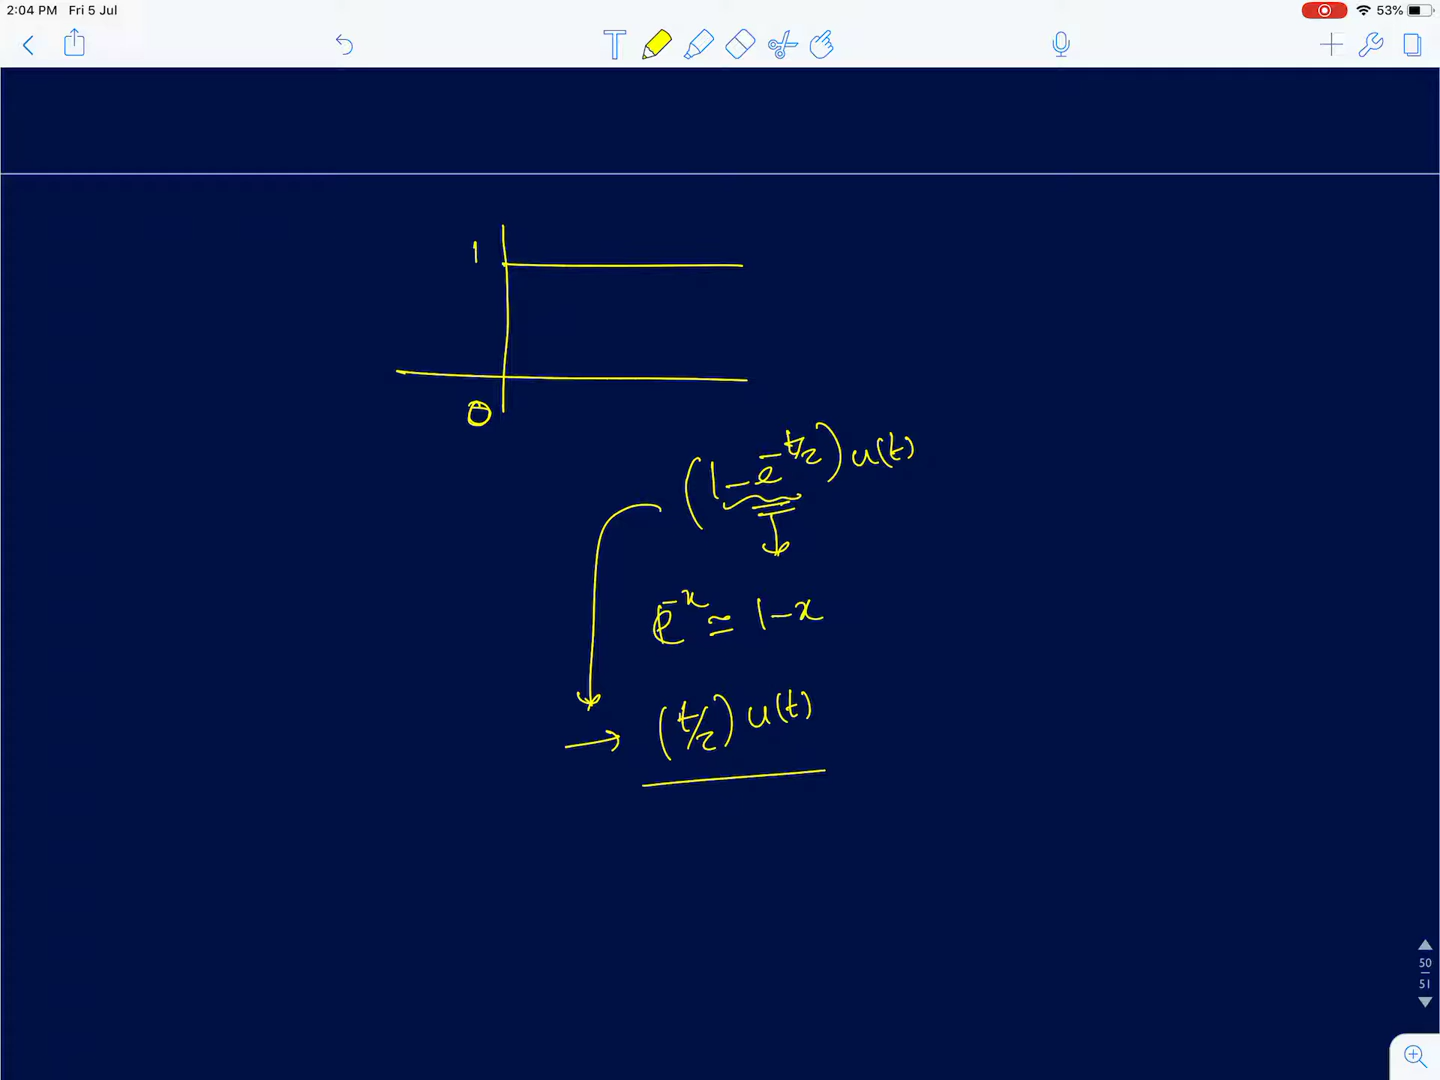 2:04 PM Fri 5 Jul 53%
T
1
0
(1 - e^{-t/2}) u(t)
e^{-x} ≃ 1 - x
→ (t/2) u(t)
50
51